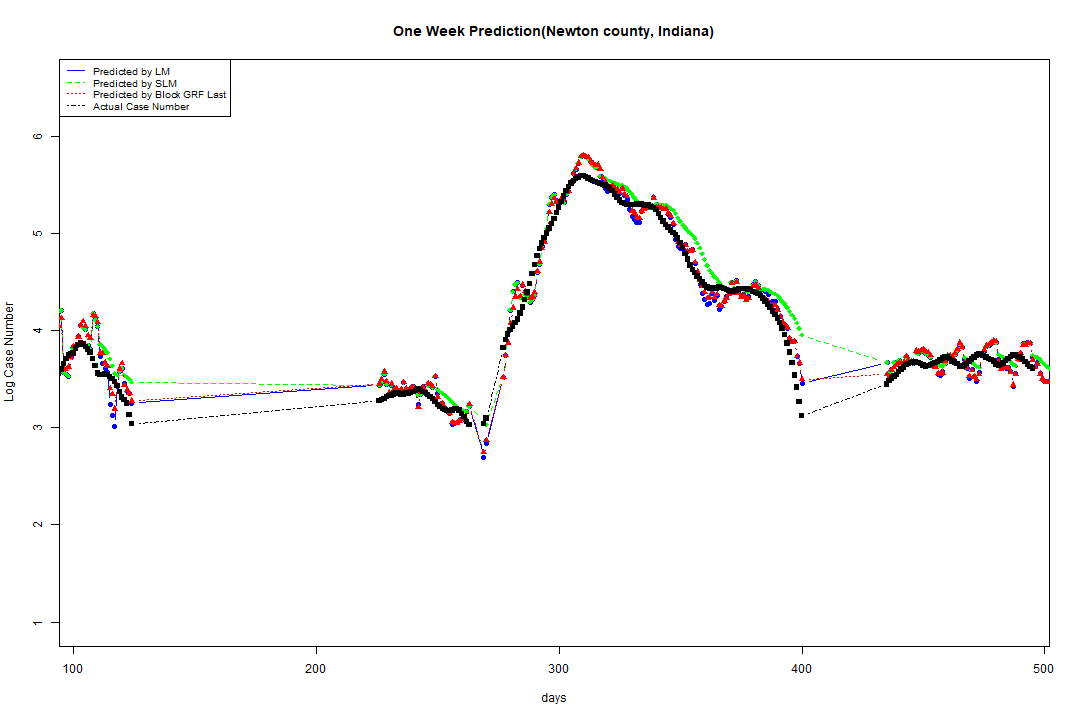 One Week Prediction(Newton county, Indiana)
Predicted by LM
Predicted by SLM
Predicted by Block GRF Last
Actual Case Number
6
5
4
3
2
1
Log Case Number
100 200 300 400 500
days